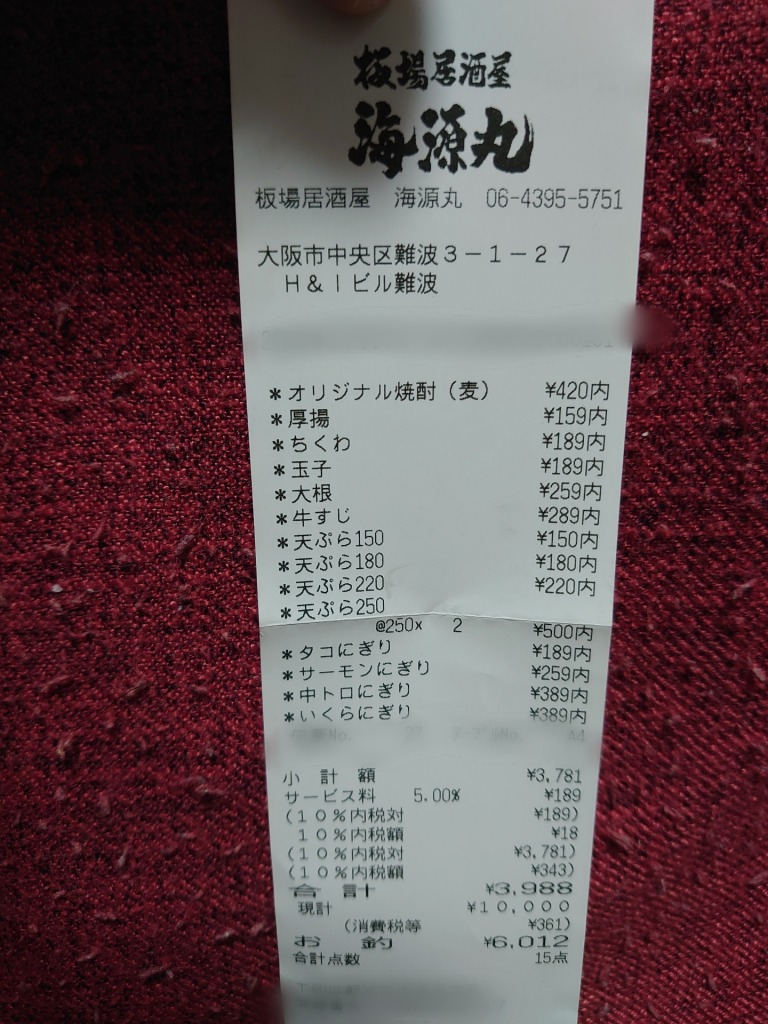 板場居酒屋
海源丸
板場居酒屋 海源丸 06-4395-5751
大阪市中央区難波3-1-27
H&Iビル難波
*オリジナル焼酎(麦) ¥420内
*厚揚 ¥159内
*ちくわ ¥189内
*玉子 ¥189内
*大根 ¥259内
*牛すじ ¥289内
*天ぷら150 ¥150内
*天ぷら180 ¥180内
*天ぷら220 ¥220内
*天ぷら250
@250x 2 ¥500内
*タコにぎり ¥189内
*サーモンにぎり ¥259内
*中トロにぎり ¥389内
*いくらにぎり ¥389内
小計額 ¥3,781
サービス料 5.00% ¥189
(10%内税対 ¥189)
10%内税額 ¥18
(10%内税対 ¥3,781)
(10%内税額 ¥343)
合計 ¥3,988
現計 ¥10,000
(消費税等 ¥361)
お釣 ¥6,012
合計点数 15点